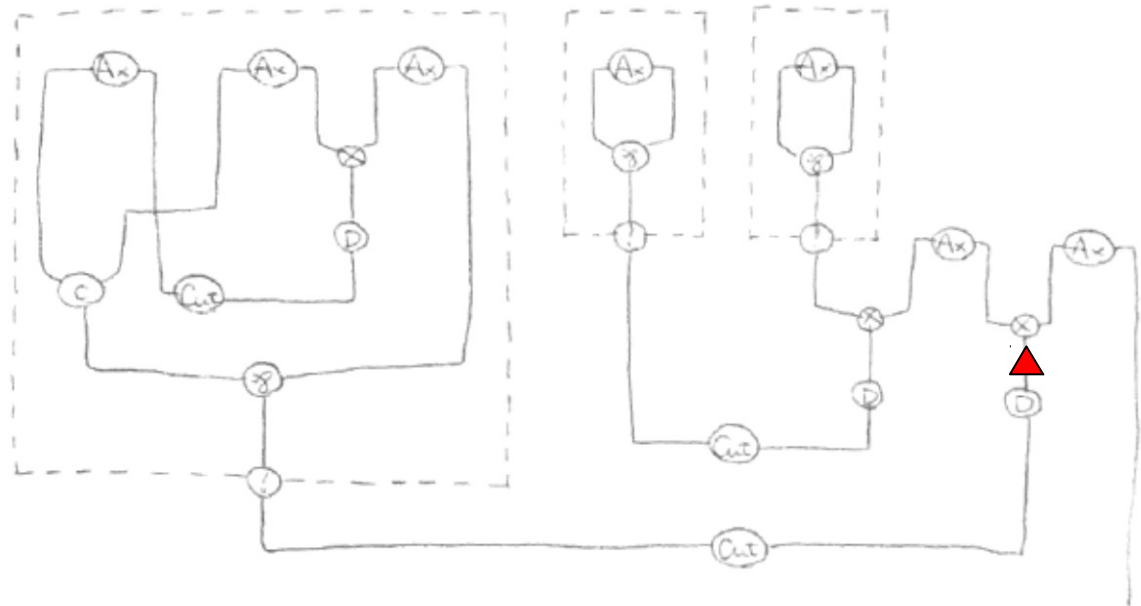 Ax Ax Ax Ax Ax
⊗ ⅋ ⅋
D ! ! Ax Ax
C Cut ⊗ ⊗
⅋ D D
Cut
! Cut